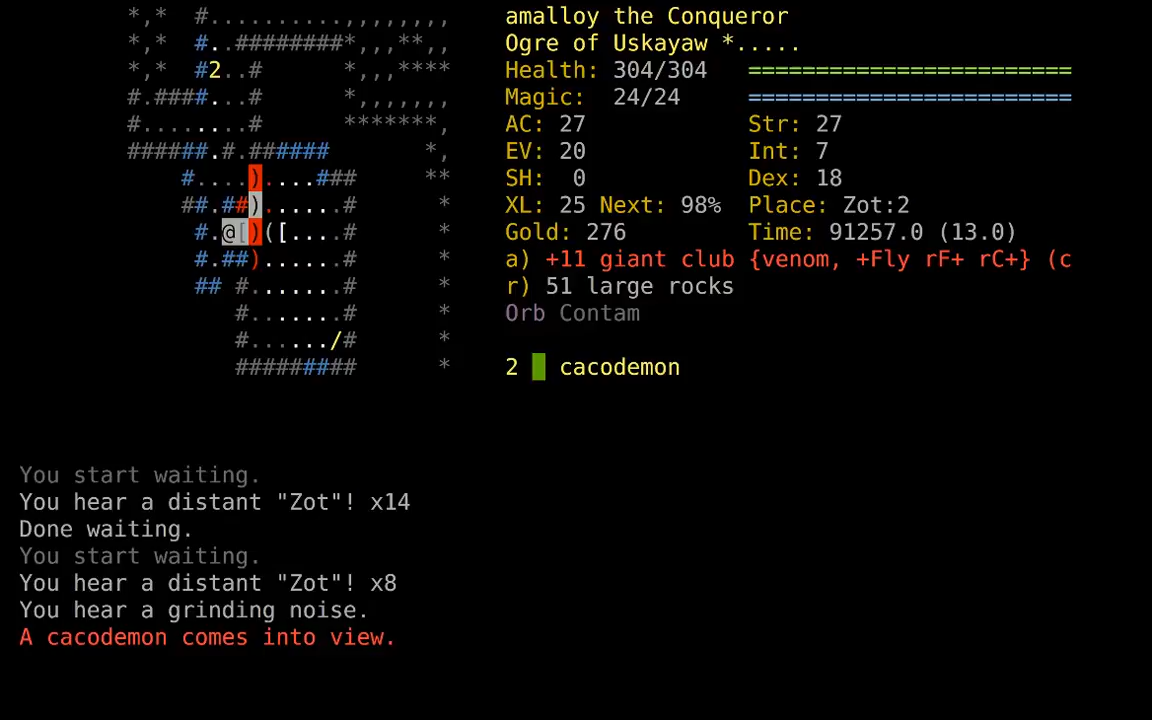 *,*  #..........,,,,,,,,  amalloy the Conqueror
*,*  #..########*,,,**,,  Ogre of Uskayaw *.....
*,*  #2..#      *,,,****  Health: 304/304  ========================
#.####...#      *,,,,,,,  Magic:  24/24    ========================
#........#      *******,  AC: 27           Str: 27
######.#.######       *,  EV: 20           Int: 7
#....)....###     **  SH:  0           Dex: 18
##.###)......#      *  XL: 25 Next: 98% Place: Zot:2
#.@[)([....#      *  Gold: 276        Time: 91257.0 (13.0)
#.##)......#      *  a) +11 giant club {venom, +Fly rF+ rC+} (c
## #.......#      *  r) 51 large rocks
#.......#      *  Orb Contam
#....../#      *
#########      *  2 cacodemon
You start waiting.
You hear a distant "Zot"! x14
Done waiting.
You start waiting.
You hear a distant "Zot"! x8
You hear a grinding noise.
A cacodemon comes into view.